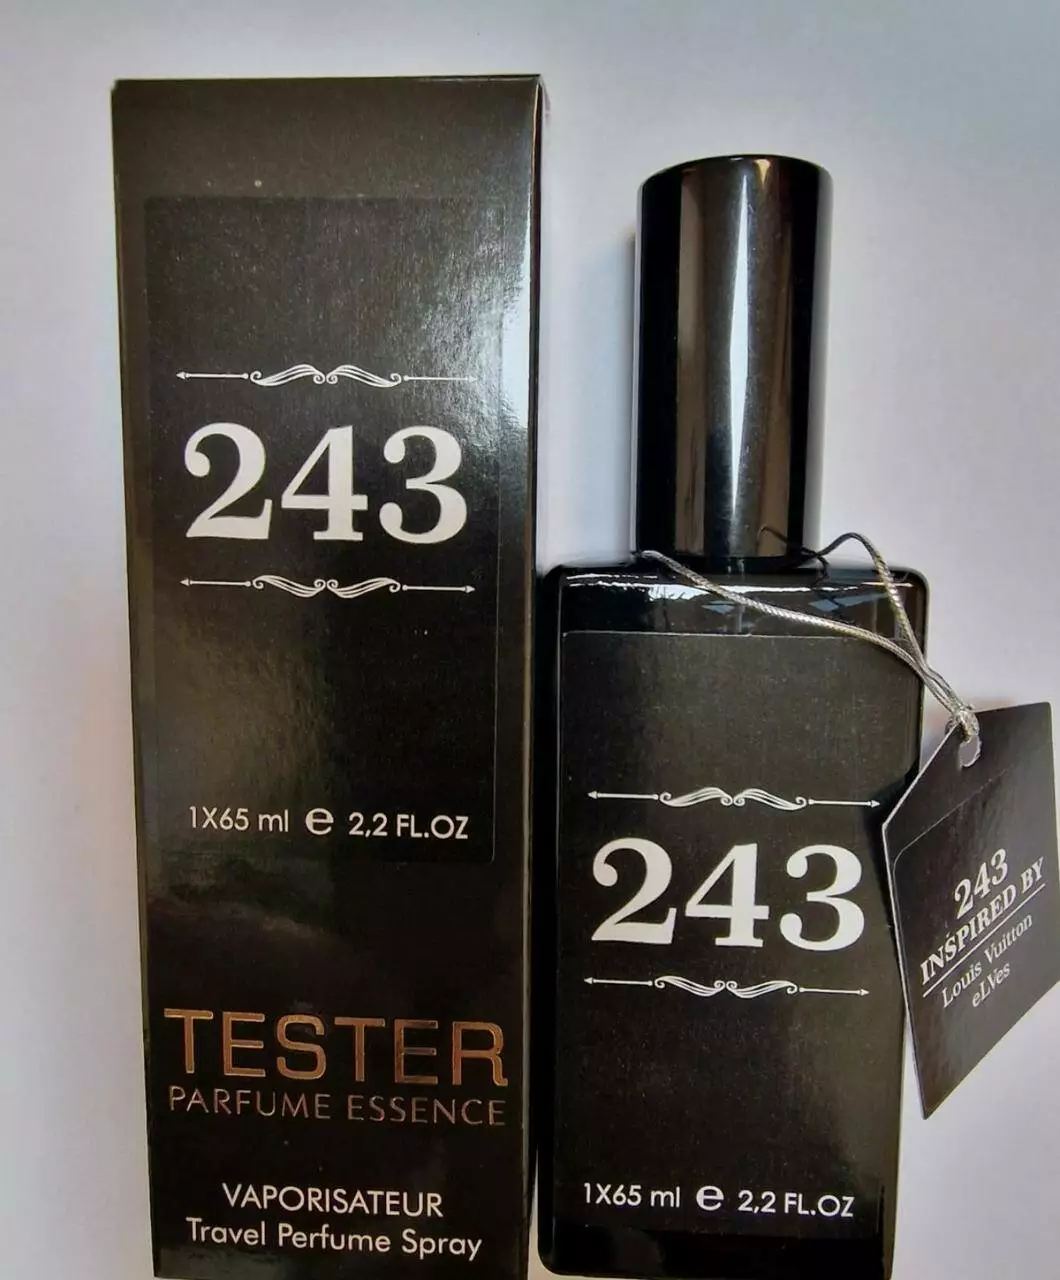 243
1X65 ml e 2,2 FL.OZ
TESTER
PARFUME ESSENCE
VAPORISATEUR
Travel Perfume Spray
243
1X65 ml e 2,2 FL.OZ
243
INSPIRED BY
Louis Vuitton
eLVes